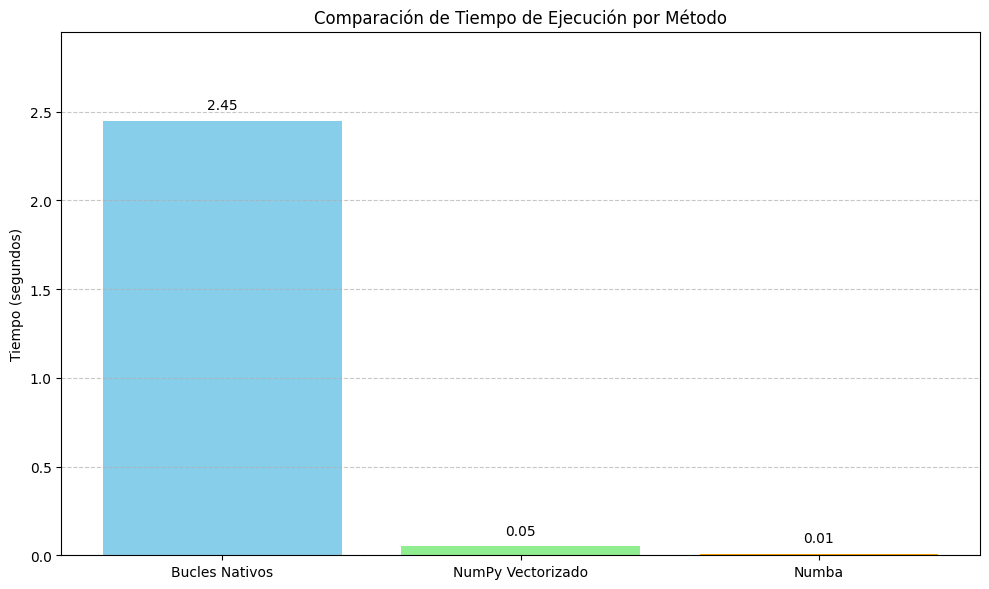 Comparación de Tiempo de Ejecución por Método
Tiempo (segundos)
2.5
2.0
1.5
1.0
0.5
0.0
2.45
0.05
0.01
Bucles Nativos
NumPy Vectorizado
Numba